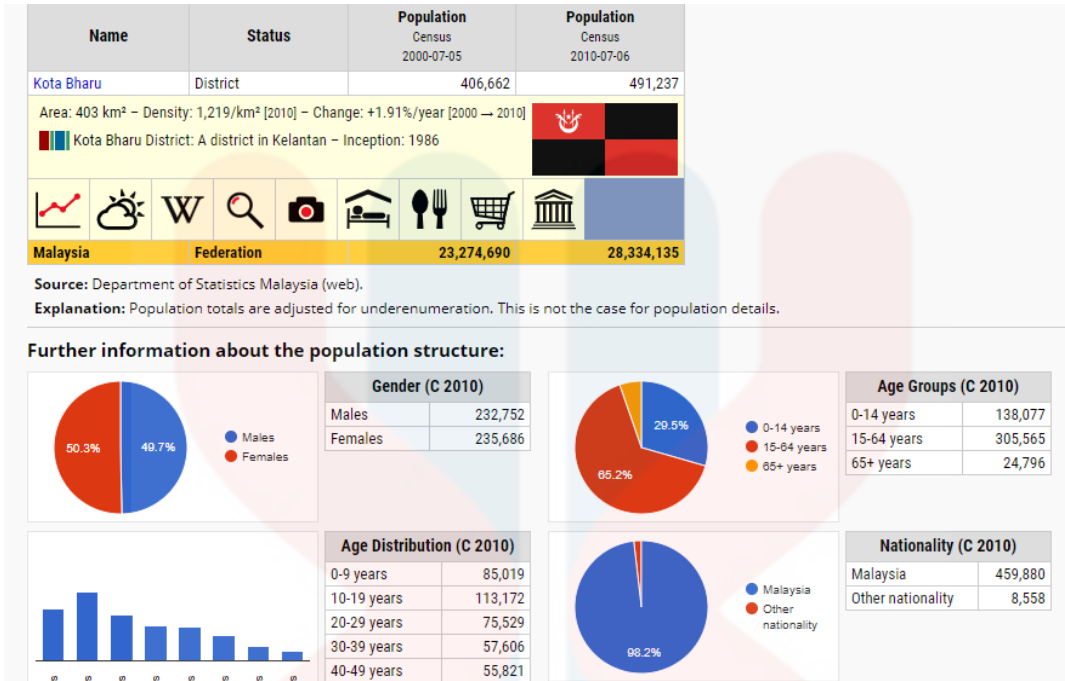 Name Status Population Population
Census Census
2000-07-05 2010-07-06
Kota Bharu District 406,662 491,237
Area: 403 km² – Density: 1,219/km² [2010] – Change: +1.91%/year [2000 → 2010]
Kota Bharu District: A district in Kelantan – Inception: 1986
W
Malaysia Federation 23,274,690 28,334,135
Source: Department of Statistics Malaysia (web).
Explanation: Population totals are adjusted for underenumeration. This is not the case for population details.
Further information about the population structure:
50.3% 49.7%
Males
Females
Gender (C 2010)
Males 232,752
Females 235,686
29.5%
65.2%
0-14 years
15-64 years
65+ years
Age Groups (C 2010)
0-14 years 138,077
15-64 years 305,565
65+ years 24,796
Age Distribution (C 2010)
0-9 years 85,019
10-19 years 113,172
20-29 years 75,529
30-39 years 57,606
40-49 years 55,821
98.2%
Malaysia
Other
nationality
Nationality (C 2010)
Malaysia 459,880
Other nationality 8,558